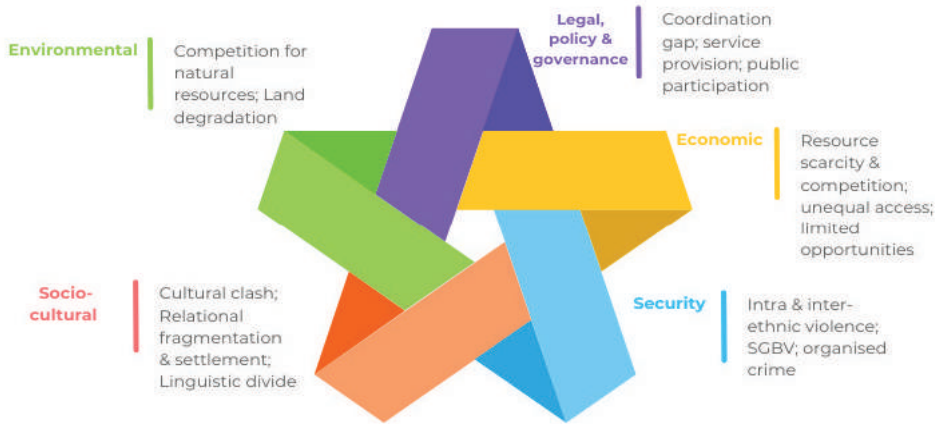 Environmental
Competition for
natural
resources; Land
degradation
Legal,
policy &
governance
Coordination
gap; service
provision; public
participation
Economic
Resource
scarcity &
competition;
unequal access;
limited
opportunities
Socio-
cultural
Cultural clash;
Relational
fragmentation
& settlement;
Linguistic divide
Security
Intra & inter-
ethnic violence;
SGBV; organised
crime